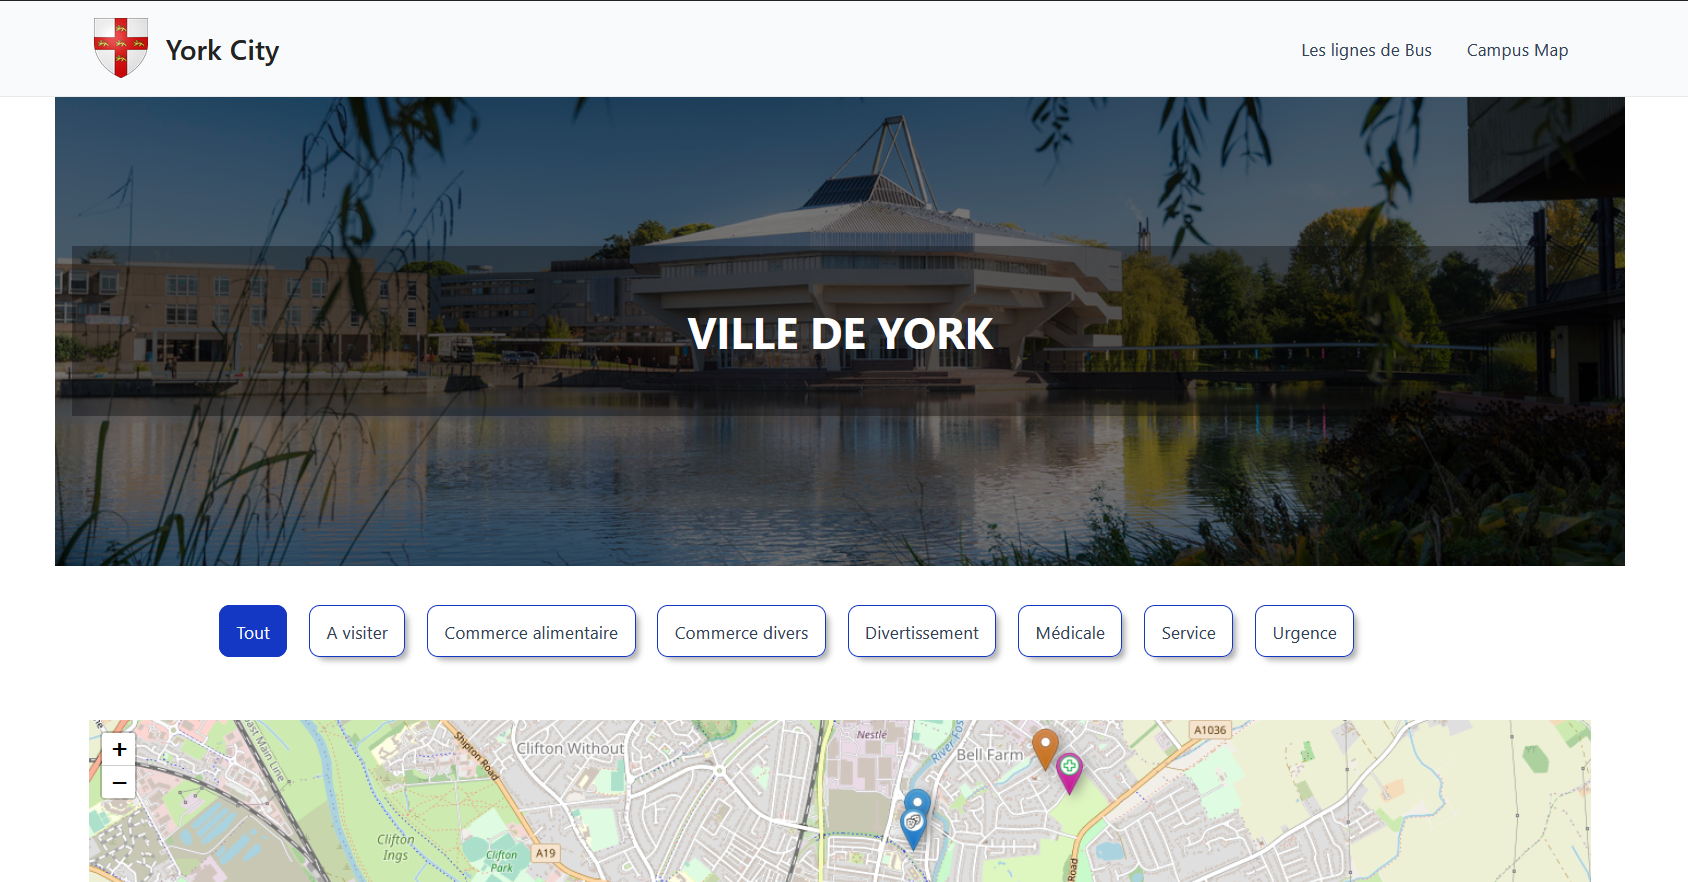 York City
Les lignes de Bus
Campus Map
VILLE DE YORK
Tout
A visiter
Commerce alimentaire
Commerce divers
Divertissement
Médicale
Service
Urgence
+
−
East Main Line
Shipton Road
Clifton Without
Nestlé
River Foss
Bell Farm
A1036
Clifton
Ings
Clifton
Park
A19
Road